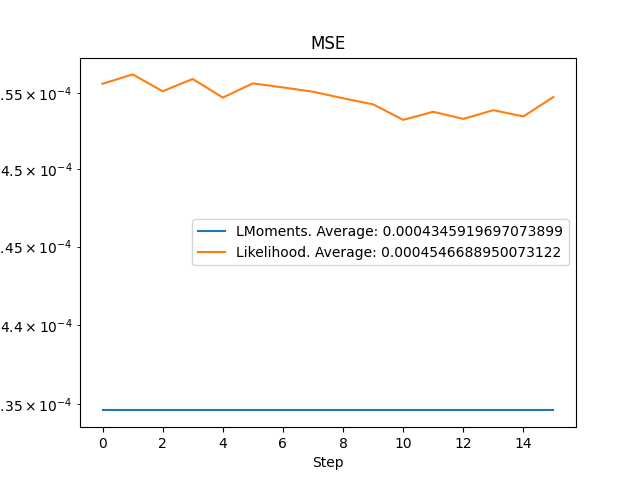 MSE
.55 × 10⁻⁴
4.5 × 10⁻⁴
.45 × 10⁻⁴
4.4 × 10⁻⁴
.35 × 10⁻⁴
LMoments. Average: 0.0004345919697073899
Likelihood. Average: 0.0004546688950073122
0 2 4 6 8 10 12 14
Step